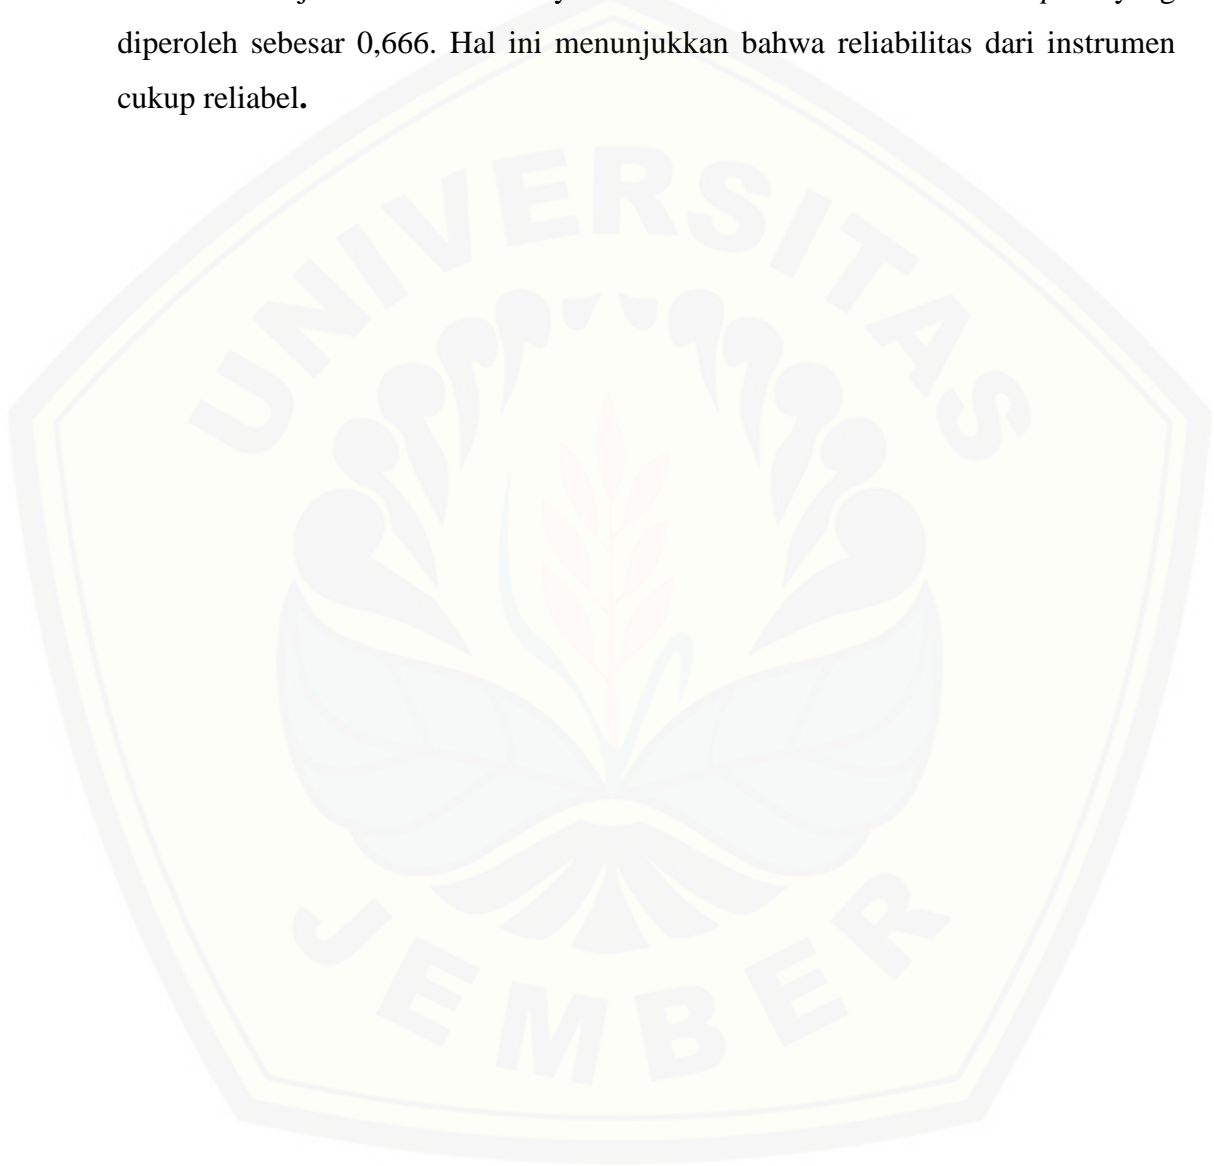 diperoleh sebesar 0,666. Hal ini menunjukkan bahwa reliabilitas dari instrumen
cukup reliabel.
UNIVERSITAS
JEMBER